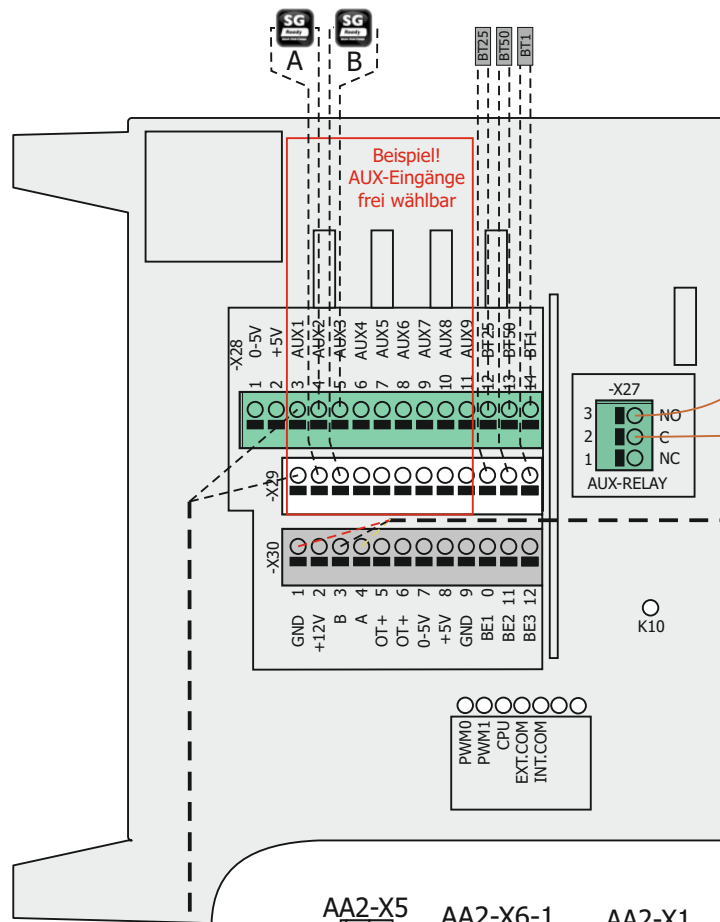 SG
Ready
SG
Ready
A
B
BT25
BT50
BT1
Beispiel!
AUX-Eingänge
frei wählbar
-X28
0-5V
+5V
AUX1
AUX2
AUX3
AUX4
AUX5
AUX6
AUX7
AUX8
AUX9
BT25
BT50
BT1
1
2
3
4
5
6
7
8
9
10
11
12
13
14
-X27
3
NO
2
C
1
NC
AUX-RELAY
-X29
-X30
1
2
3
4
5
6
7
8
9
0
11
12
GND
+12V
B
A
OT+
OT+
0-5V
+5V
GND
BE1
BE2
BE3
K10
PWM0
PWM1
CPU
EXT.COM
INT.COM
AA2-X5
AA2-X6-1
AA2-X1